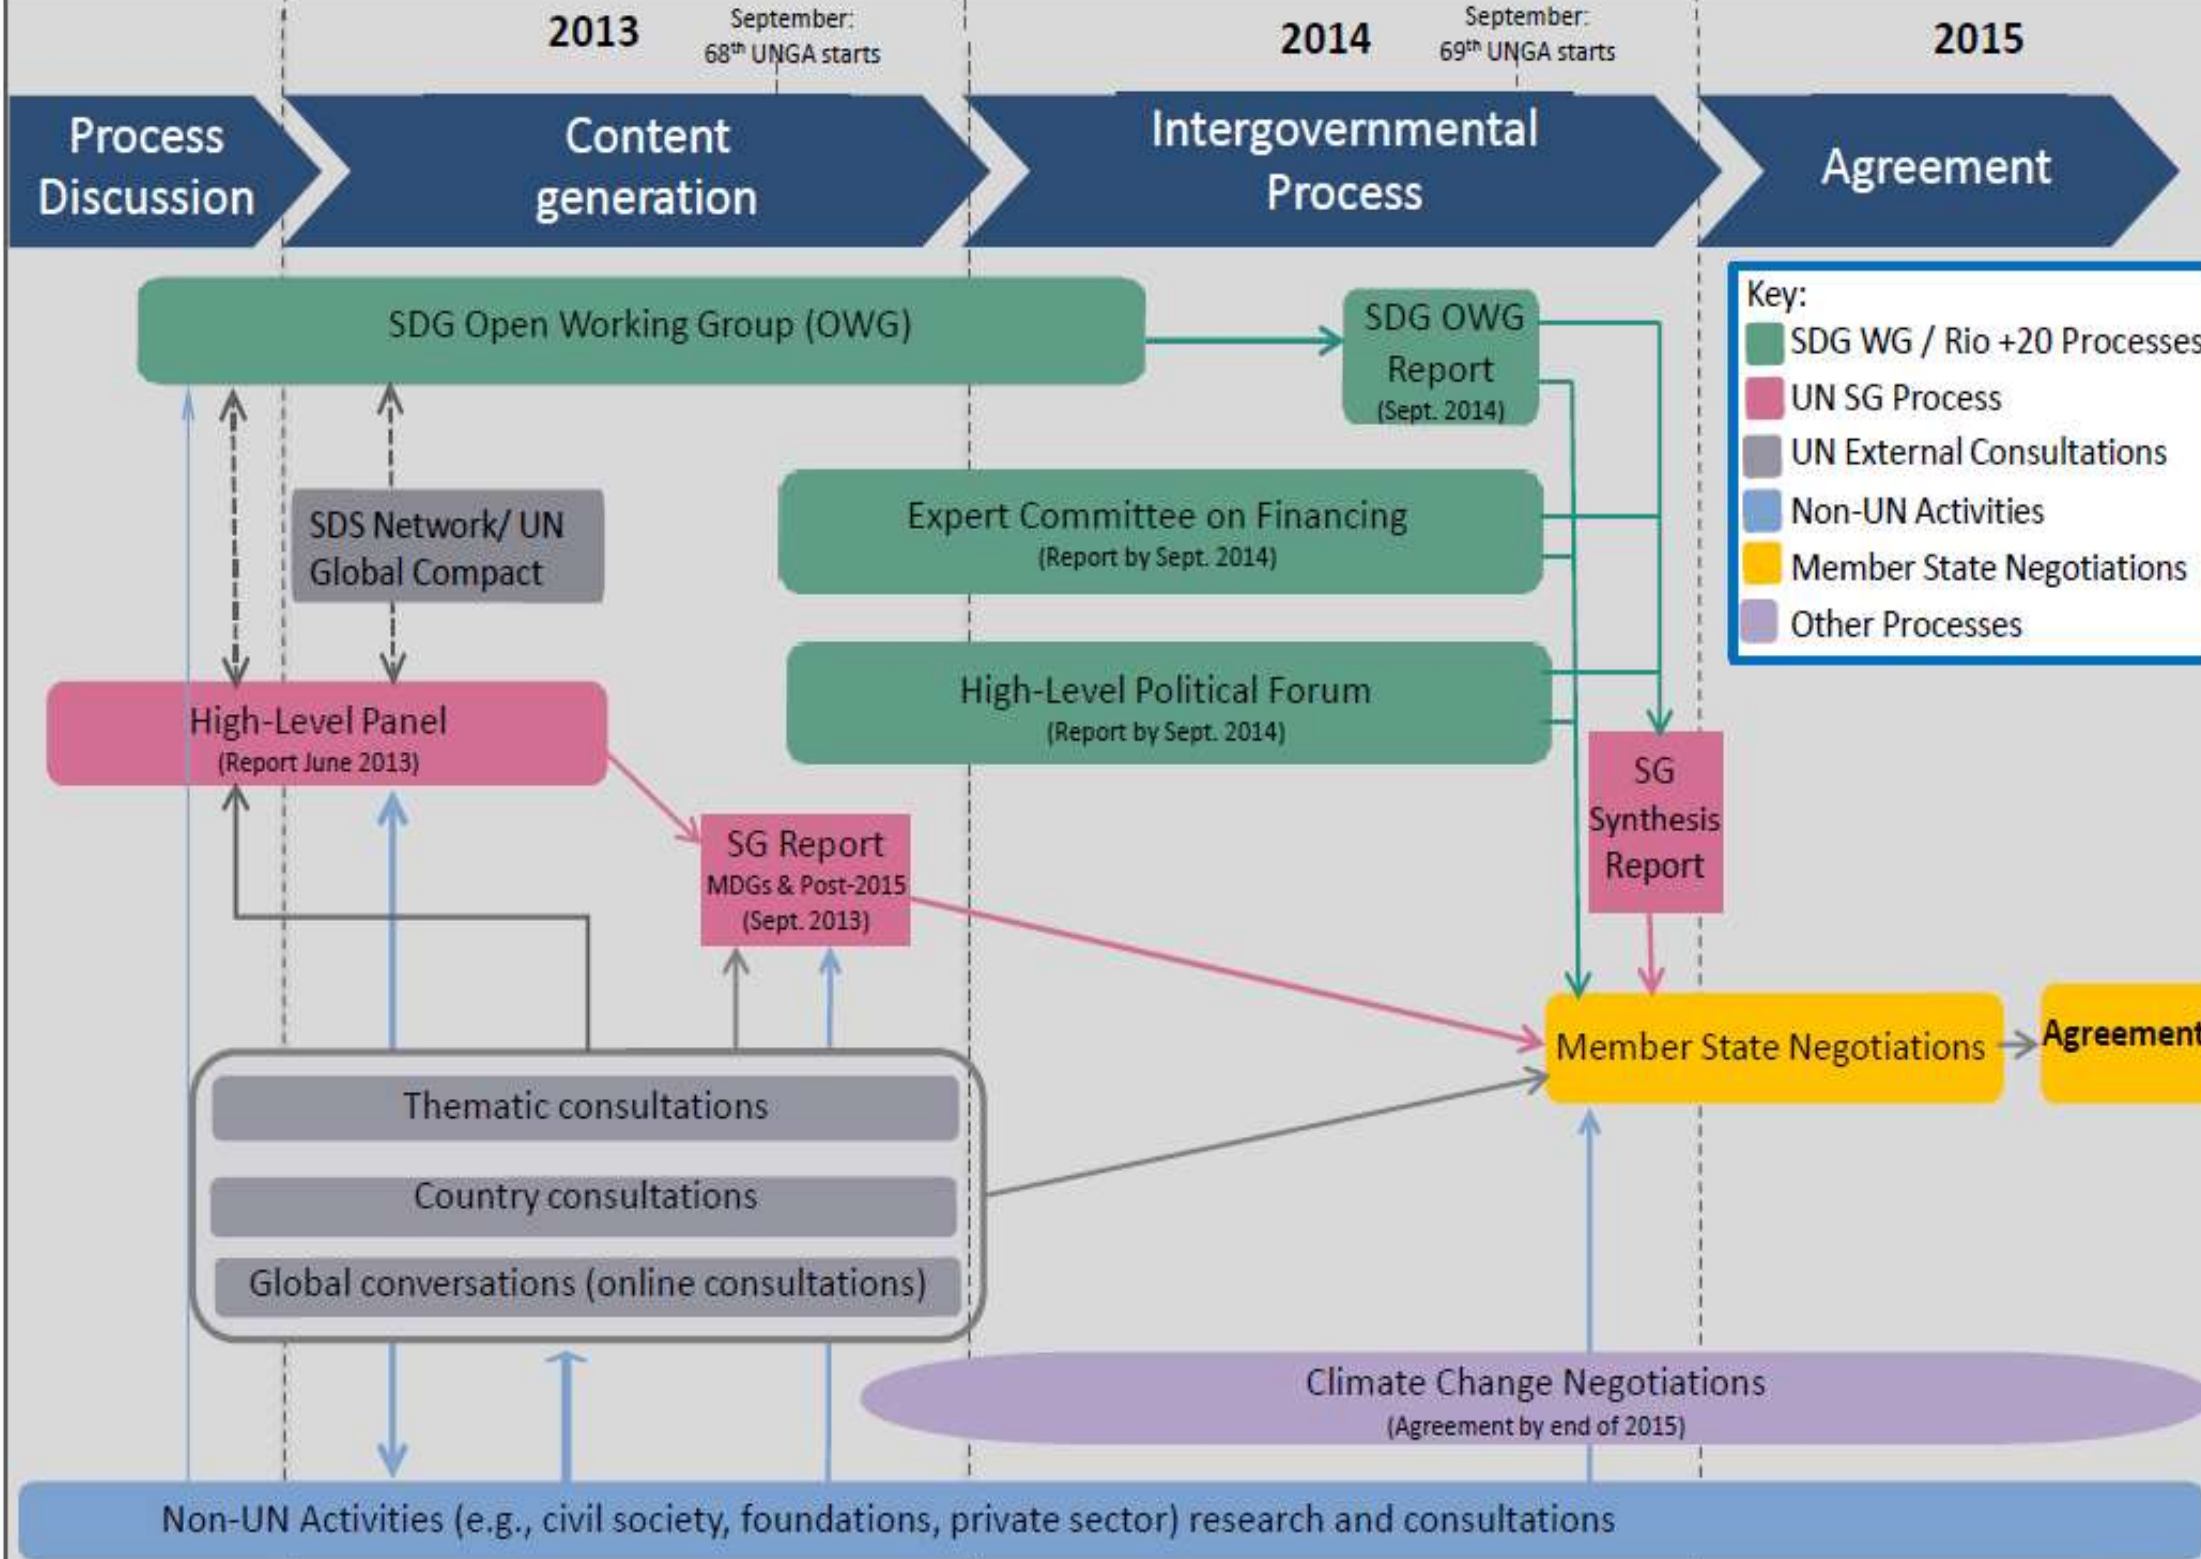 2013
September:
68th UNGA starts
2014
September:
69th UNGA starts
2015
Process
Discussion
Content
generation
Intergovernmental
Process
Agreement
SDG Open Working Group (OWG)
SDG OWG
Report
(Sept. 2014)
Key:
SDG WG / Rio +20 Processes
UN SG Process
UN External Consultations
Non-UN Activities
Member State Negotiations
Other Processes
Expert Committee on Financing
(Report by Sept. 2014)
SDS Network/ UN
Global Compact
High-Level Political Forum
(Report by Sept. 2014)
High-Level Panel
(Report June 2013)
SG
Synthesis
Report
SG Report
MDGs & Post-2015
(Sept. 2013)
Member State Negotiations
Agreement
Thematic consultations
Country consultations
Global conversations (online consultations)
Climate Change Negotiations
(Agreement by end of 2015)
Non-UN Activities (e.g., civil society, foundations, private sector) research and consultations